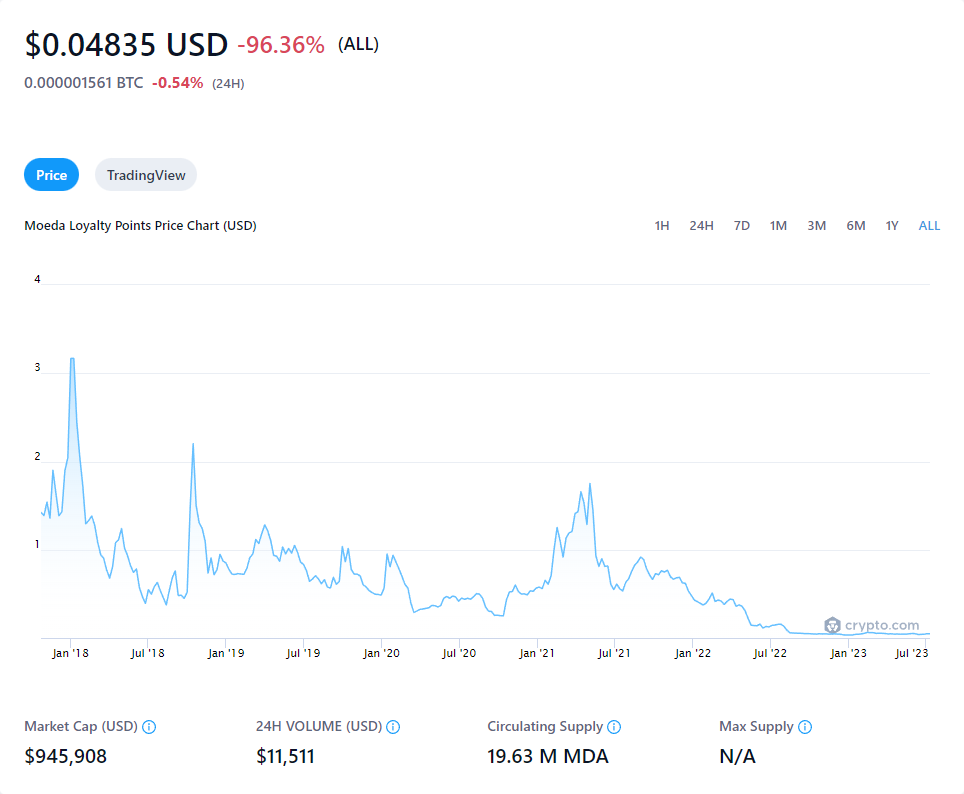 $0.04835 USD -96.36% (ALL)
0.000001561 BTC -0.54% (24H)
Price TradingView
Moeda Loyalty Points Price Chart (USD) 1H 24H 7D 1M 3M 6M 1Y ALL
4
3
2
1
crypto.com
Jan '18 Jul '18 Jan '19 Jul '19 Jan '20 Jul '20 Jan '21 Jul '21 Jan '22 Jul '22 Jan '23 Jul '23
Market Cap (USD) 24H VOLUME (USD) Circulating Supply Max Supply
$945,908 $11,511 19.63 M MDA N/A